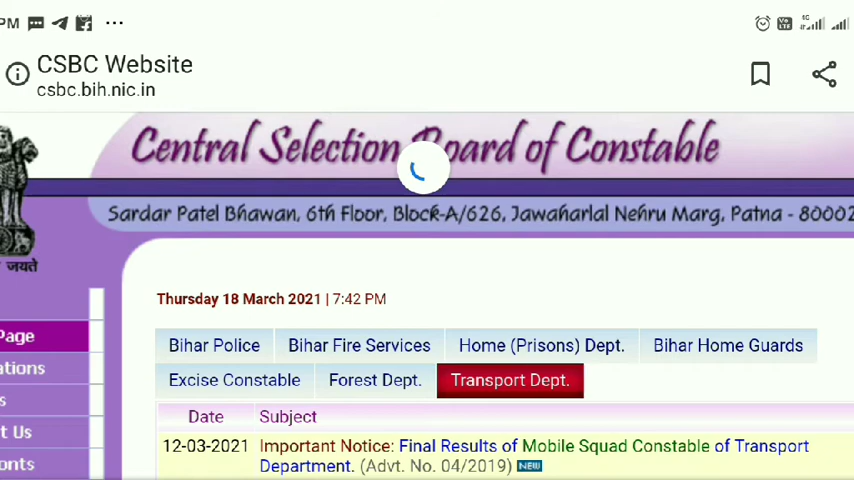 PM ...
CSBC Website
csbc.bih.nic.in
Central Selection Board of Constable
Sardar Patel Bhawan, 6th Floor, Block-A/626, Jawaharlal Nehru Marg, Patna - 80002
जयते
Thursday 18 March 2021 | 7:42 PM
Page
Bihar Police Bihar Fire Services Home (Prisons) Dept. Bihar Home Guards
ations
Excise Constable Forest Dept. Transport Dept.
s
Date Subject
t Us
12-03-2021 Important Notice: Final Results of Mobile Squad Constable of Transport
Department. (Advt. No. 04/2019) NEW
onts